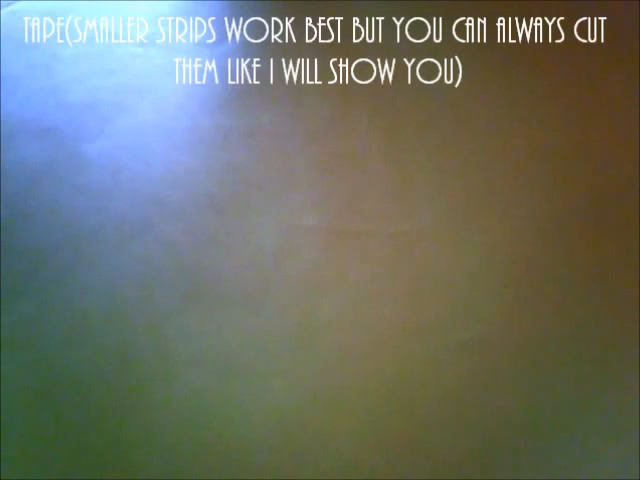 TAPE(SMALLER STRIPS WORK BEST BUT YOU CAN ALWAYS CUT
THEM LIKE I WILL SHOW YOU)